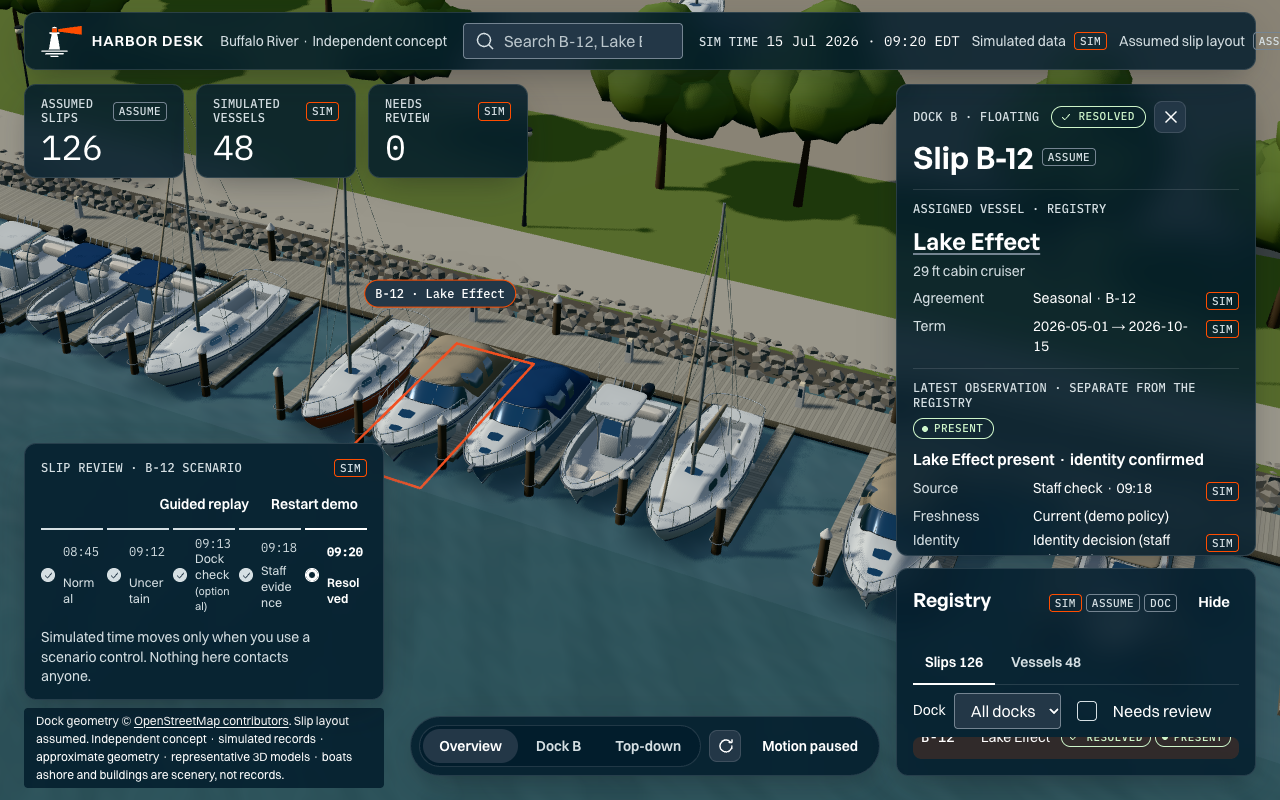 HARBOR DESK
Buffalo River · Independent concept
Search B-12, Lake E
SIM TIME 15 Jul 2026 · 09:20 EDT
Simulated data SIM
Assumed slip layout ASS
ASSUMED SLIPS ASSUME
126
SIMULATED VESSELS SIM
48
NEEDS REVIEW SIM
0
B-12 · Lake Effect
DOCK B · FLOATING RESOLVED
Slip B-12 ASSUME
ASSIGNED VESSEL · REGISTRY
Lake Effect
29 ft cabin cruiser
Agreement Seasonal · B-12 SIM
Term 2026-05-01 → 2026-10-
15 SIM
LATEST OBSERVATION · SEPARATE FROM THE
REGISTRY
PRESENT
Lake Effect present · identity confirmed
Source Staff check · 09:18 SIM
Freshness Current (demo policy)
Identity Identity decision (staff SIM
SLIP REVIEW · B-12 SCENARIO SIM
Guided replay Restart demo
08:45
Norm
al
09:12
Uncer
tain
09:13
Dock
check
(option
al)
09:18
Staff
evide
nce
09:20
Resol
ved
Simulated time moves only when you use a
scenario control. Nothing here contacts
anyone.
Dock geometry © OpenStreetMap contributors. Slip layout
assumed. Independent concept · simulated records ·
approximate geometry · representative 3D models · boats
ashore and buildings are scenery, not records.
Overview Dock B Top-down Motion paused
Registry SIM ASSUME DOC Hide
Slips 126 Vessels 48
Dock All docks Needs review
B-12 Lake Effect RESOLVED PRESENT